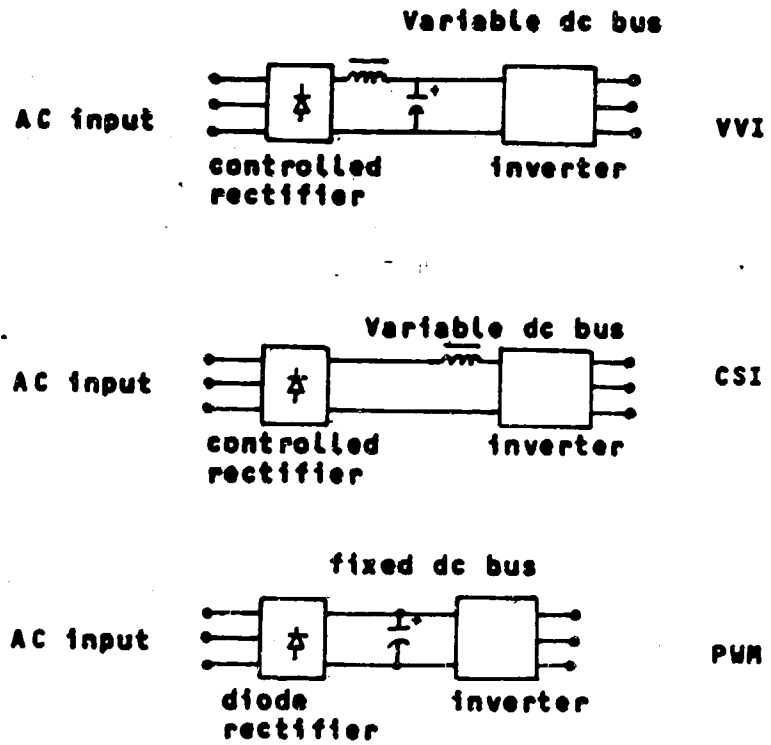 Variable dc bus
AC input
VVI
controlled
rectifier
inverter
Variable dc bus
AC input
CSI
controlled
rectifier
inverter
fixed dc bus
AC input
PWM
diode
rectifier
inverter